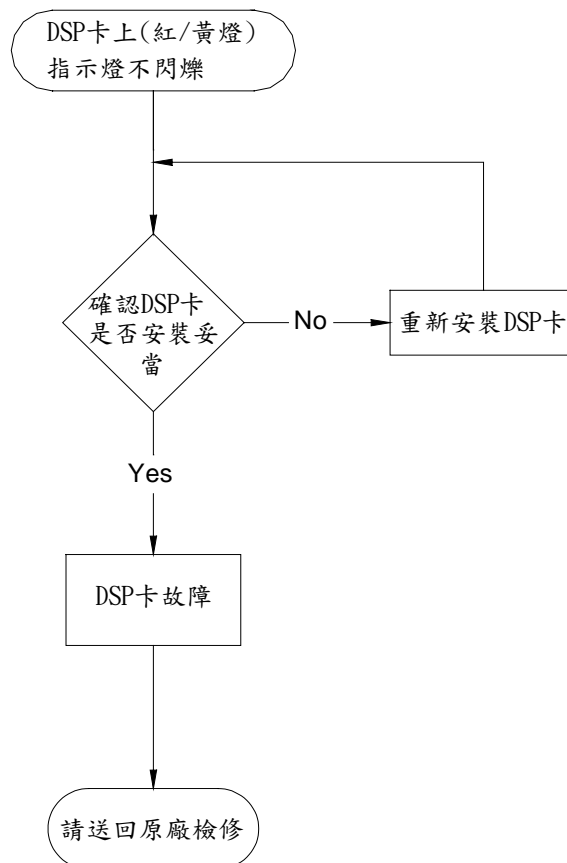 DSP卡上(紅/黃燈)
指示燈不閃爍
確認DSP卡
是否安裝妥
當
No
重新安裝DSP卡
Yes
DSP卡故障
請送回原廠檢修